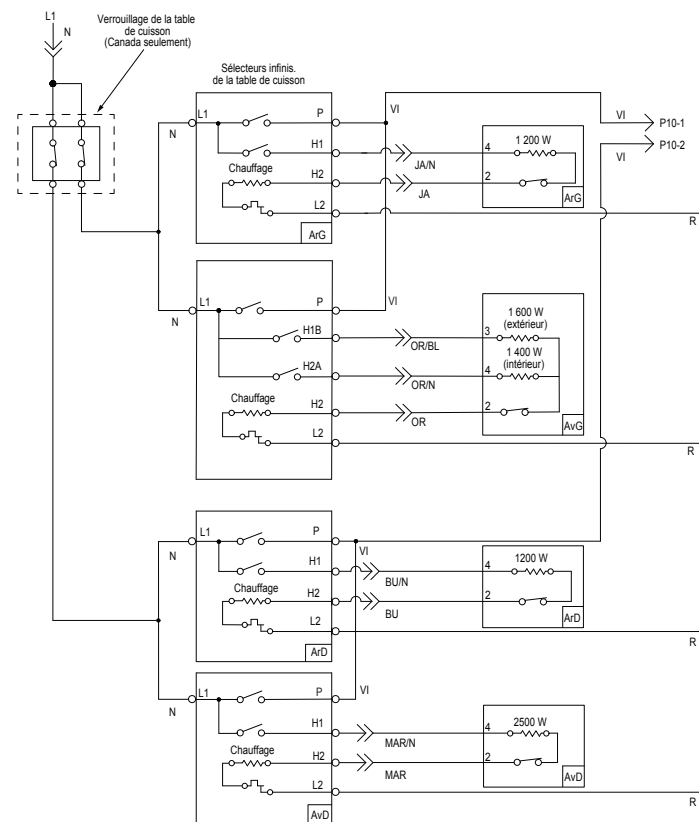 L1
N
Verrouillage de la table
de cuisson
(Canada seulement)
Sélecteurs infinis.
de la table de cuisson
N
L1
P
VI
H1
JA/N
Chauffage
H2
JA
L2
ArG
4
1 200 W
2
ArG
R
VI
P10-1
P10-2
VI
N
L1
P
VI
H1B
OR/BL
H2A
OR/N
Chauffage
H2
OR
L2
3
1 600 W
(extérieur)
1 400 W
4
(intérieur)
2
AvG
R
N
L1
P
VI
H1
BU/N
Chauffage
H2
BU
L2
ArD
4
1200 W
2
ArD
R
N
L1
P
VI
H1
MAR/N
Chauffage
H2
MAR
L2
AvD
4
2500 W
2
AvD
R